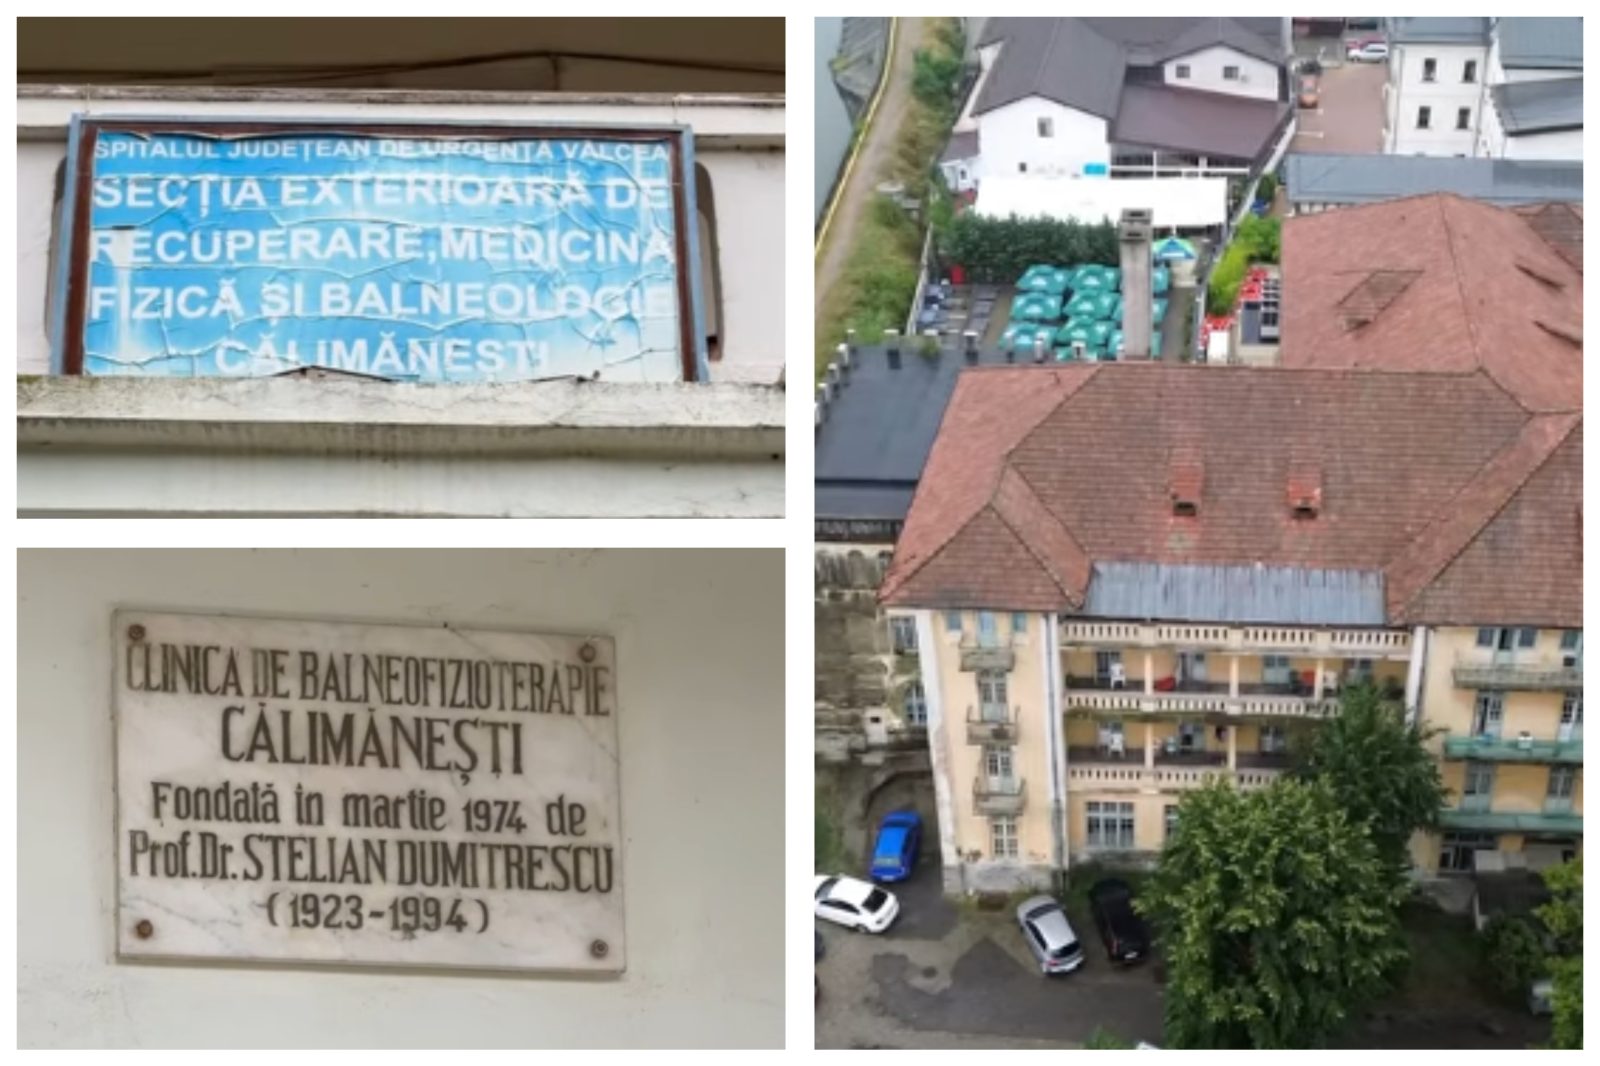 SPITALUL JUDEȚEAN DE URGENȚĂ VÂLCEA
SECȚIA EXTERIOARĂ DE
RECUPERARE,MEDICINA
FIZICĂ ȘI BALNEOLOGIE
CĂLIMĂNEȘTI
CLINICA DE BALNEOFIZIOTERAPIE
CĂLIMĂNEȘTI
Fondată în martie 1974 de
Prof.Dr.STELIAN DUMITRESCU
(1923-1994)